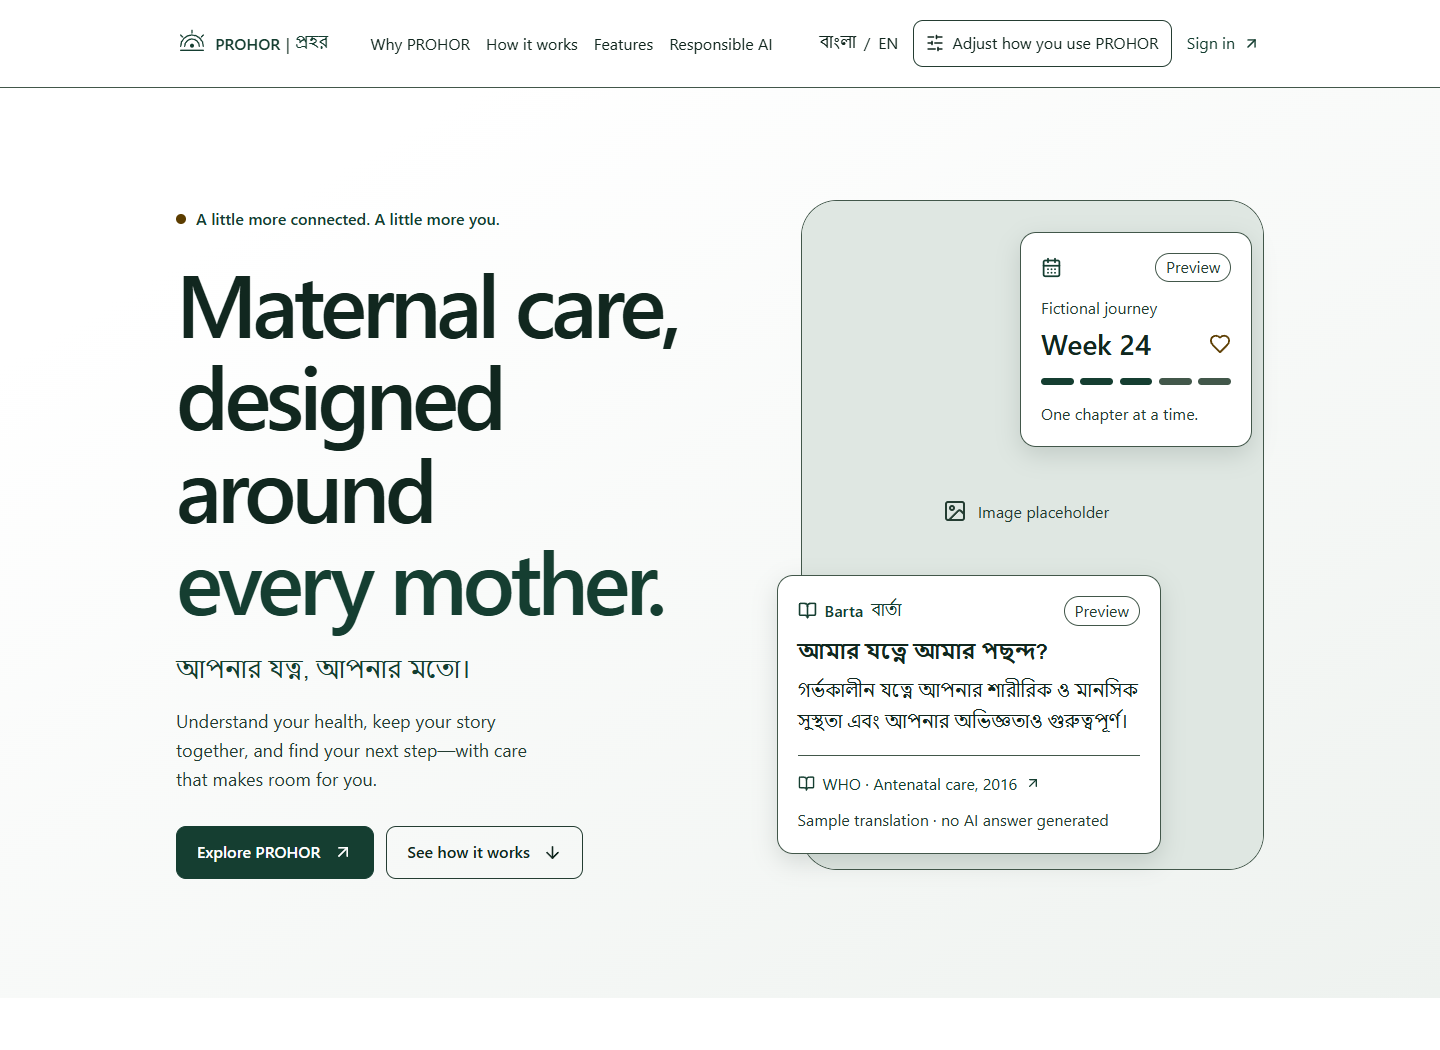 PROHOR | প্রহর
Why PROHOR
How it works
Features
Responsible AI
বাংলা / EN
Adjust how you use PROHOR
Sign in
A little more connected. A little more you.
Maternal care,
designed
around
every mother.
আপনার যত্ন, আপনার মতো।
Understand your health, keep your story
together, and find your next step—with care
that makes room for you.
Explore PROHOR
See how it works
Preview
Fictional journey
Week 24
One chapter at a time.
Image placeholder
Barta বার্তা
Preview
আমার যত্নে আমার পছন্দ?
গর্ভকালীন যত্নে আপনার শারীরিক ও মানসিক
সুস্থতা এবং আপনার অভিজ্ঞতাও গুরুত্বপূর্ণ।
WHO · Antenatal care, 2016
Sample translation · no AI answer generated